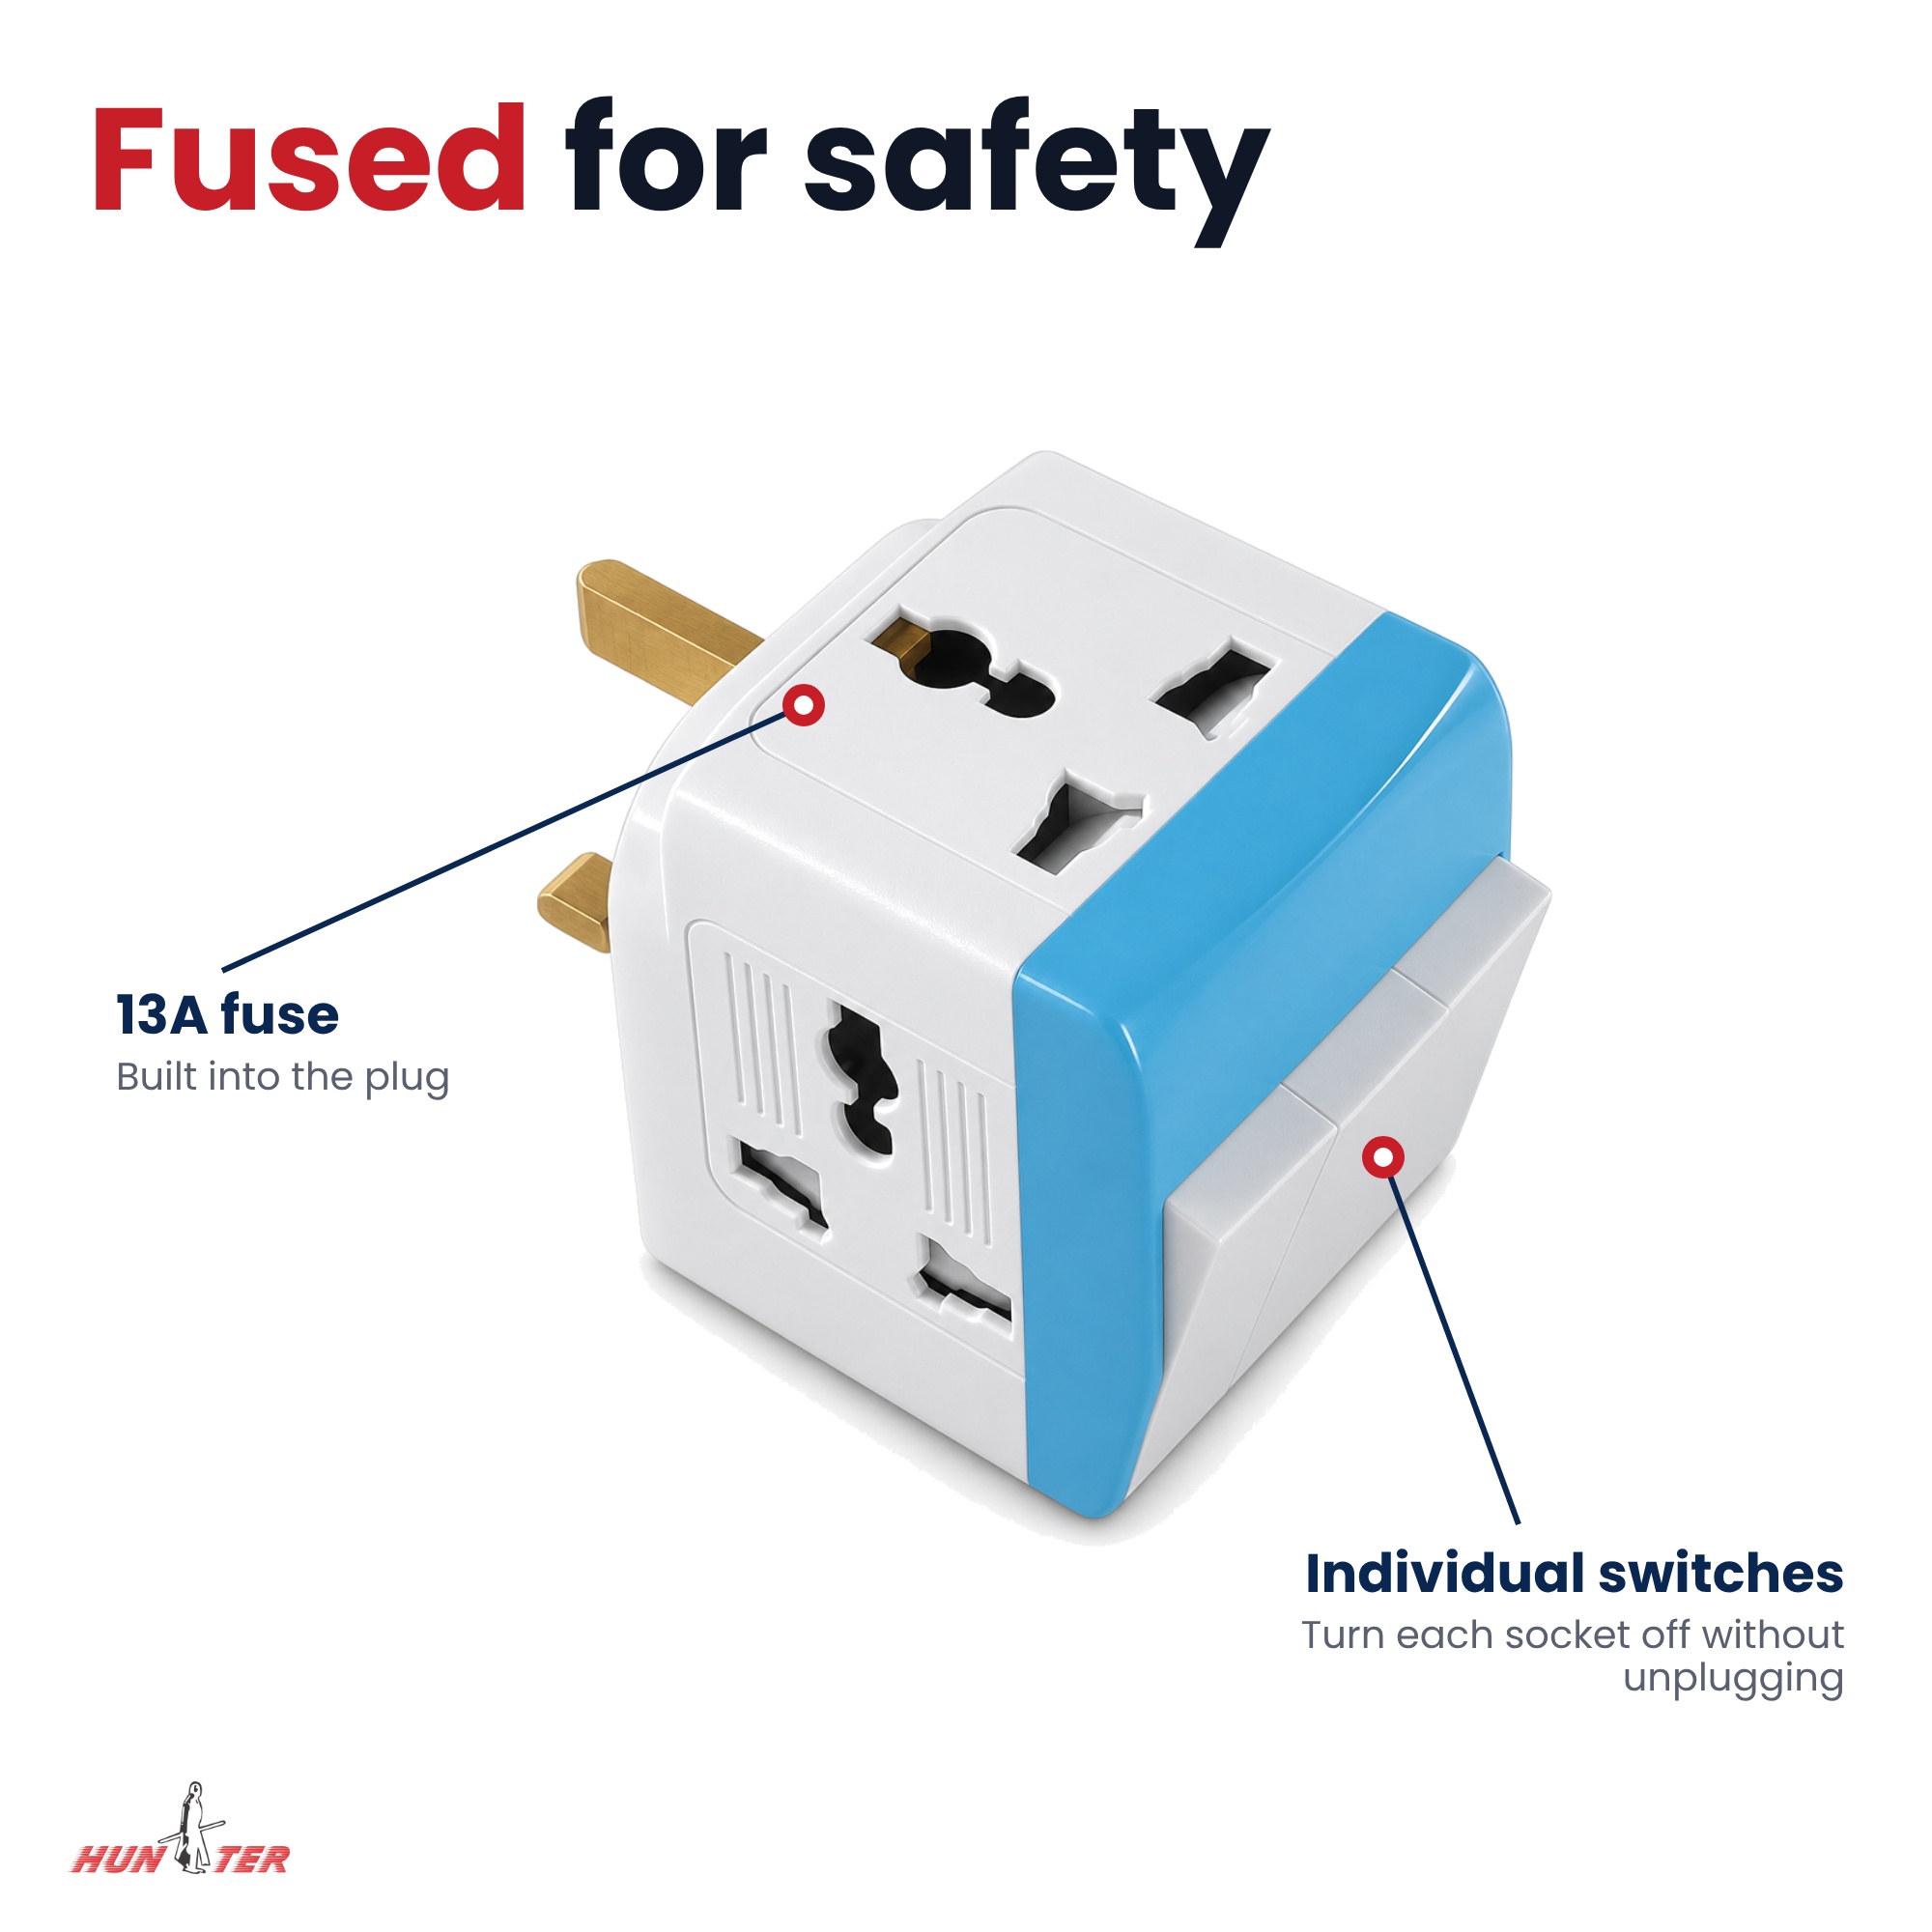 Fused for safety
13A fuse
Built into the plug
Individual switches
Turn each socket off without
unplugging
HUNTER